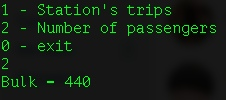 1 - Station's trips
2 - Number of passengers
0 - exit
2
Bulk = 440